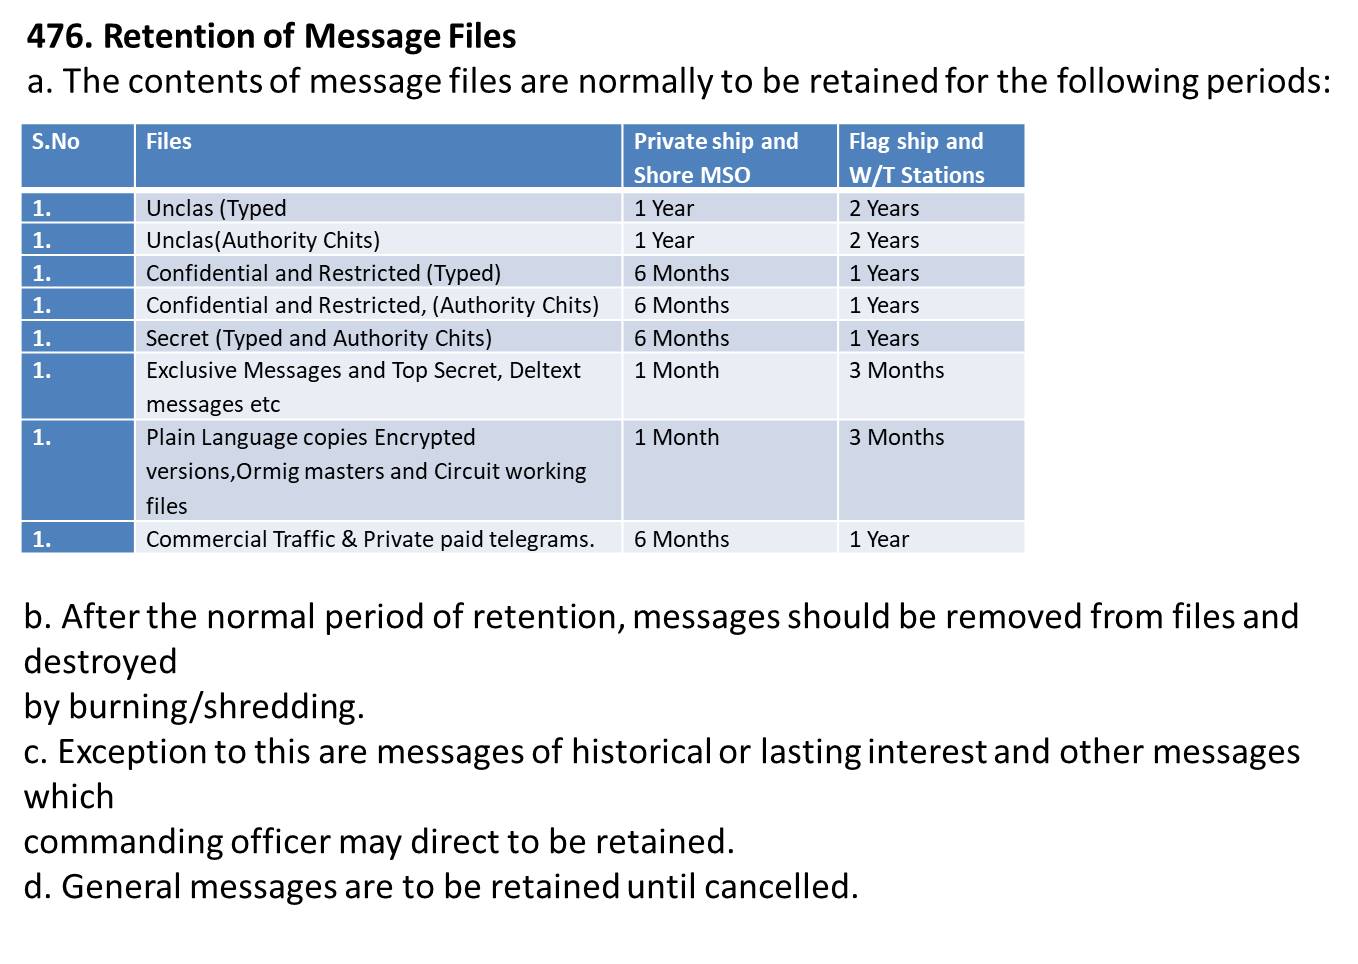 476. Retention of Message Files
a. The contents of message files are normally to be retained for the following periods:
S.No Files Private ship and Shore MSO Flag ship and W/T Stations
1. Unclas (Typed 1 Year 2 Years
1. Unclas(Authority Chits) 1 Year 2 Years
1. Confidential and Restricted (Typed) 6 Months 1 Years
1. Confidential and Restricted, (Authority Chits) 6 Months 1 Years
1. Secret (Typed and Authority Chits) 6 Months 1 Years
1. Exclusive Messages and Top Secret, Deltext messages etc 1 Month 3 Months
1. Plain Language copies Encrypted versions,Ormig masters and Circuit working files 1 Month 3 Months
1. Commercial Traffic & Private paid telegrams. 6 Months 1 Year
b. After the normal period of retention, messages should be removed from files and
destroyed
by burning/shredding.
c. Exception to this are messages of historical or lasting interest and other messages
which
commanding officer may direct to be retained.
d. General messages are to be retained until cancelled.